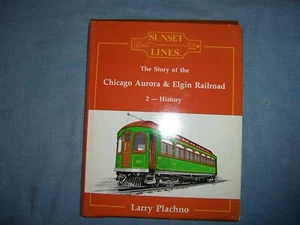 SUNSET
LINES
The Story of the
Chicago Aurora & Elgin Railroad
2 — History
Larry Plachno